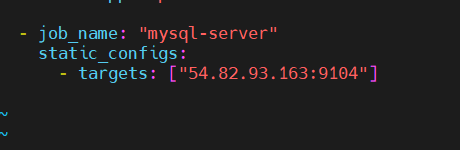 - job_name: "mysql-server"
static_configs:
- targets: ["54.82.93.163:9104"]
~
~